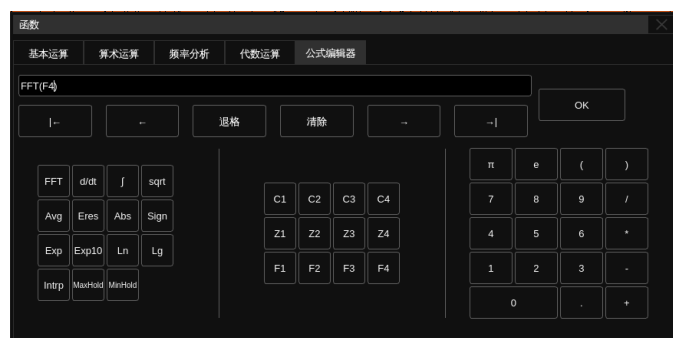 函数
基本运算 算术运算 频率分析 代数运算 公式编辑器
FFT(F4)
OK
|← ← 退格 清除 → →|
π e ( )
FFT d/dt ∫ sqrt
C1 C2 C3 C4
7 8 9 /
Avg Eres Abs Sign
Z1 Z2 Z3 Z4
4 5 6 *
Exp Exp10 Ln Lg
F1 F2 F3 F4
1 2 3 -
Intrp MaxHold MinHold
0 . +